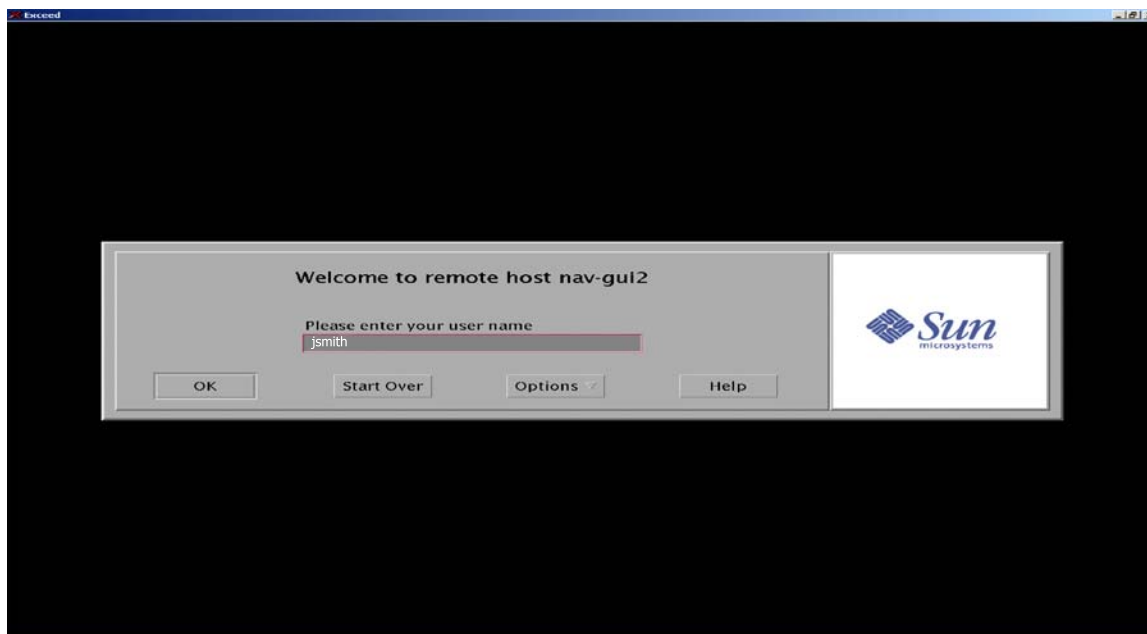 Exceed
Welcome to remote host nav-gui2
Please enter your user name
jsmith
OK
Start Over
Options
Help
Sun
microsystems